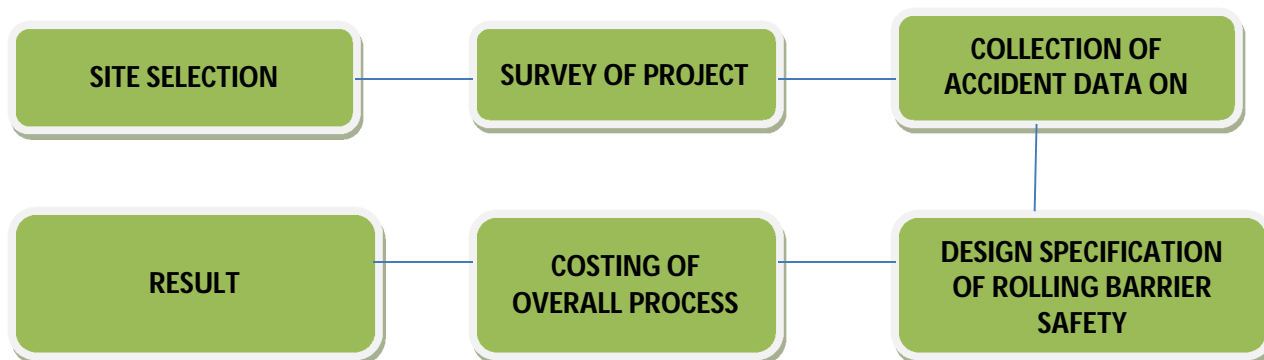 SITE SELECTION
SURVEY OF PROJECT
COLLECTION OF
ACCIDENT DATA ON
DESIGN SPECIFICATION
OF ROLLING BARRIER
SAFETY
COSTING OF
OVERALL PROCESS
RESULT